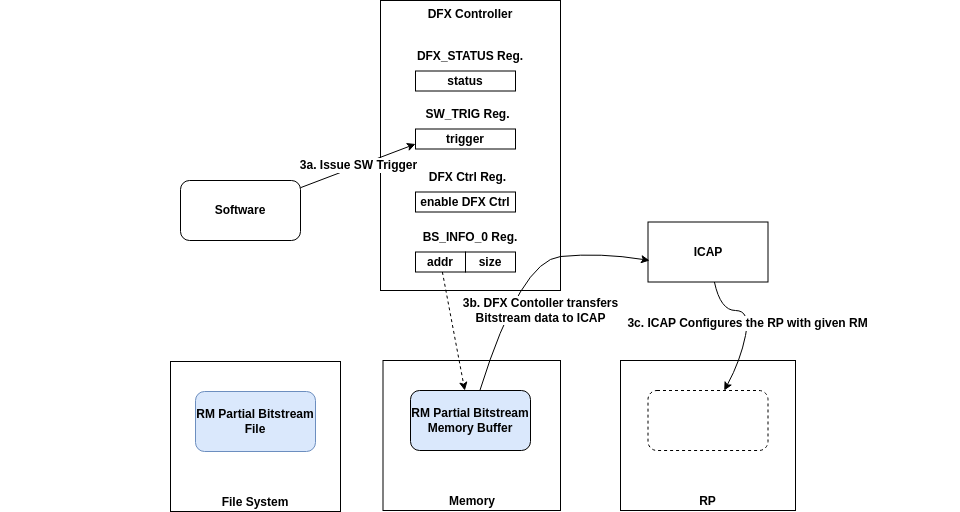 DFX Controller
DFX_STATUS Reg.
status
SW_TRIG Reg.
trigger
3a. Issue SW Trigger
DFX Ctrl Reg.
enable DFX Ctrl
Software
BS_INFO_0 Reg.
addr
size
ICAP
3b. DFX Contoller transfers
Bitstream data to ICAP
3c. ICAP Configures the RP with given RM
RM Partial Bitstream
File
File System
RM Partial Bitstream
Memory Buffer
Memory
RP